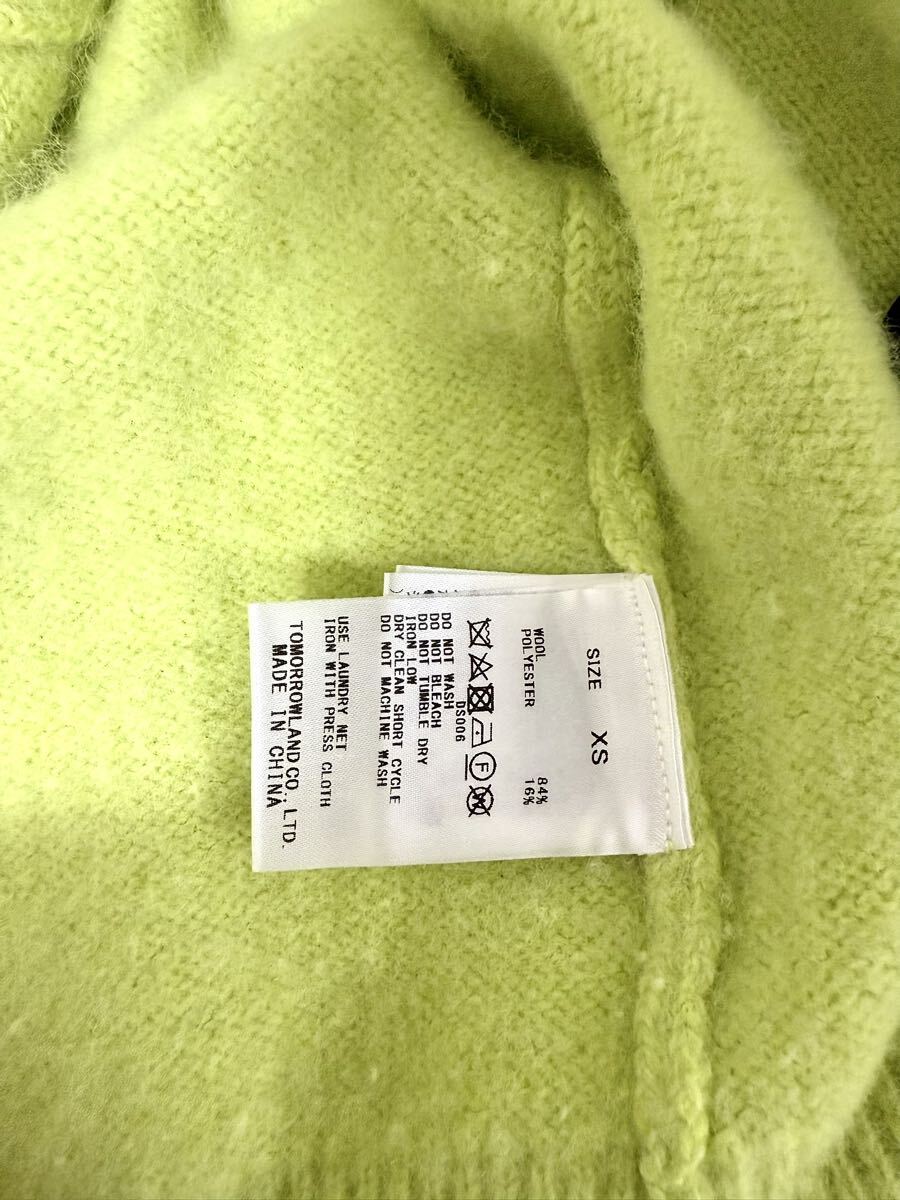 SIZE XS
WOOL 84%
POLYESTER 16%
F
W
DS006
DO NOT WASH
DO NOT BLEACH
DO NOT TUMBLE DRY
IRON LOW
DRY CLEAN SHORT CYCLE
DO NOT MACHINE WASH
USE LAUNDRY NET
IRON WITH PRESS CLOTH
TOMORROWLAND CO., LTD.
MADE IN CHINA